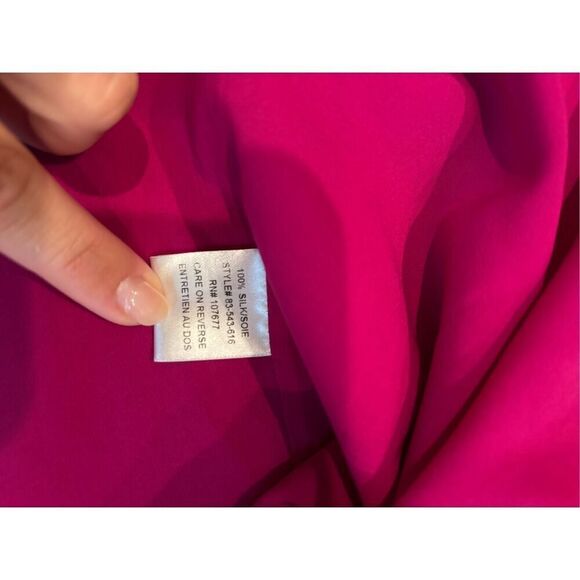 100% SILK/SOIE
STYLE# 83-543-616
RN# 107677
CARE ON REVERSE
ENTRETIEN AU DOS